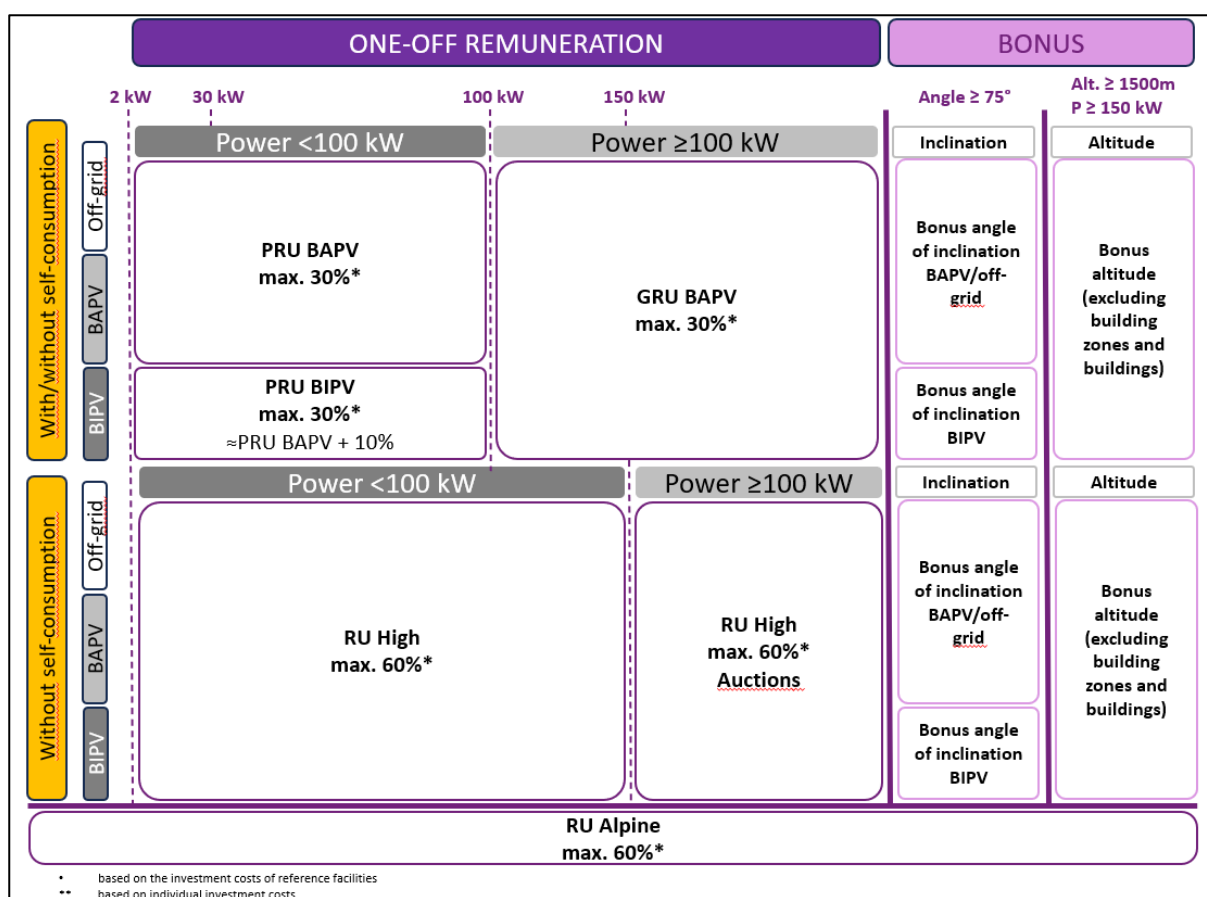 ONE-OFF REMUNERATION
BONUS
2 kW
30 kW
100 kW
150 kW
Angle ≥ 75°
Alt. ≥ 1500m
P ≥ 150 kW
With/without self-consumption
Off-grid
BAPV
BIPV
Power <100 kW
Power ≥100 kW
Inclination
Altitude
PRU BAPV
max. 30%*
GRU BAPV
max. 30%*
PRU BIPV
max. 30%*
≈PRU BAPV + 10%
Bonus angle
of inclination
BAPV/off-
grid
Bonus angle
of inclination
BIPV
Bonus
altitude
(excluding
building
zones and
buildings)
Without self-consumption
Off-grid
BAPV
BIPV
Power <100 kW
Power ≥100 kW
Inclination
Altitude
RU High
max. 60%*
RU High
max. 60%*
Auctions
Bonus angle
of inclination
BAPV/off-
grid
Bonus angle
of inclination
BIPV
Bonus
altitude
(excluding
building
zones and
buildings)
RU Alpine
max. 60%*
• based on the investment costs of reference facilities
** based on individual investment costs